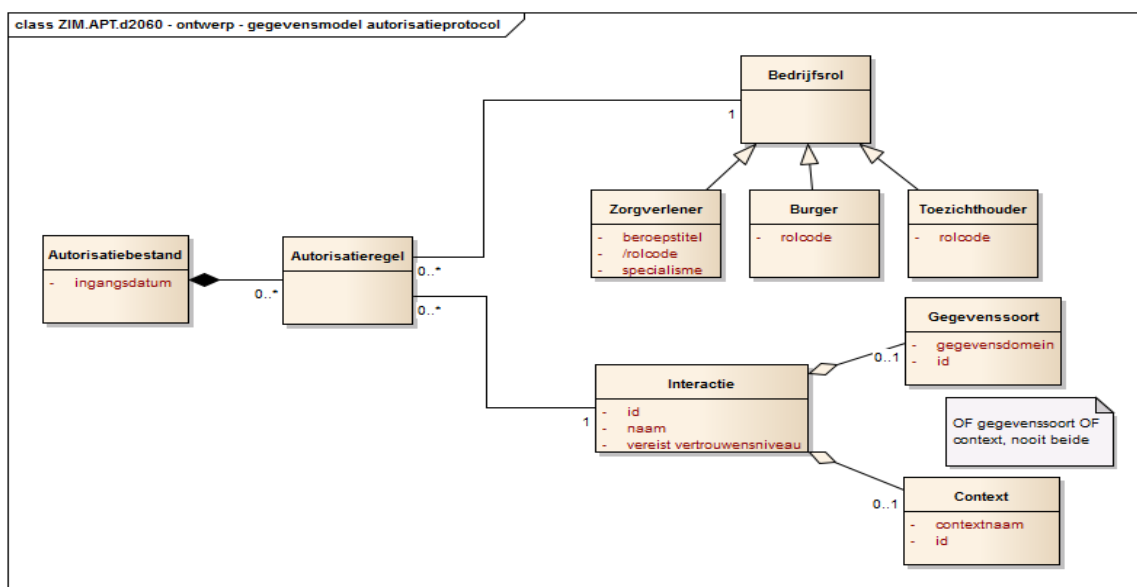 class ZIM.APT.d2060 - ontwerp - gegevensmodel autorisatieprotocol
Bedrijfsrol
1
Zorgverlener
- beroepstitel
- /rolcode
- specialisme
Burger
- rolcode
Toezichthouder
- rolcode
Autorisatiebestand
- ingangsdatum
0..*
Autorisatieregel
0..*
0..*
Gegevenssoort
- gegevensdomein
- id
0..1
Interactie
- id
- naam
- vereist vertrouwensniveau
1
OF gegevenssoort OF
context, nooit beide
Context
- contextnaam
- id
0..1